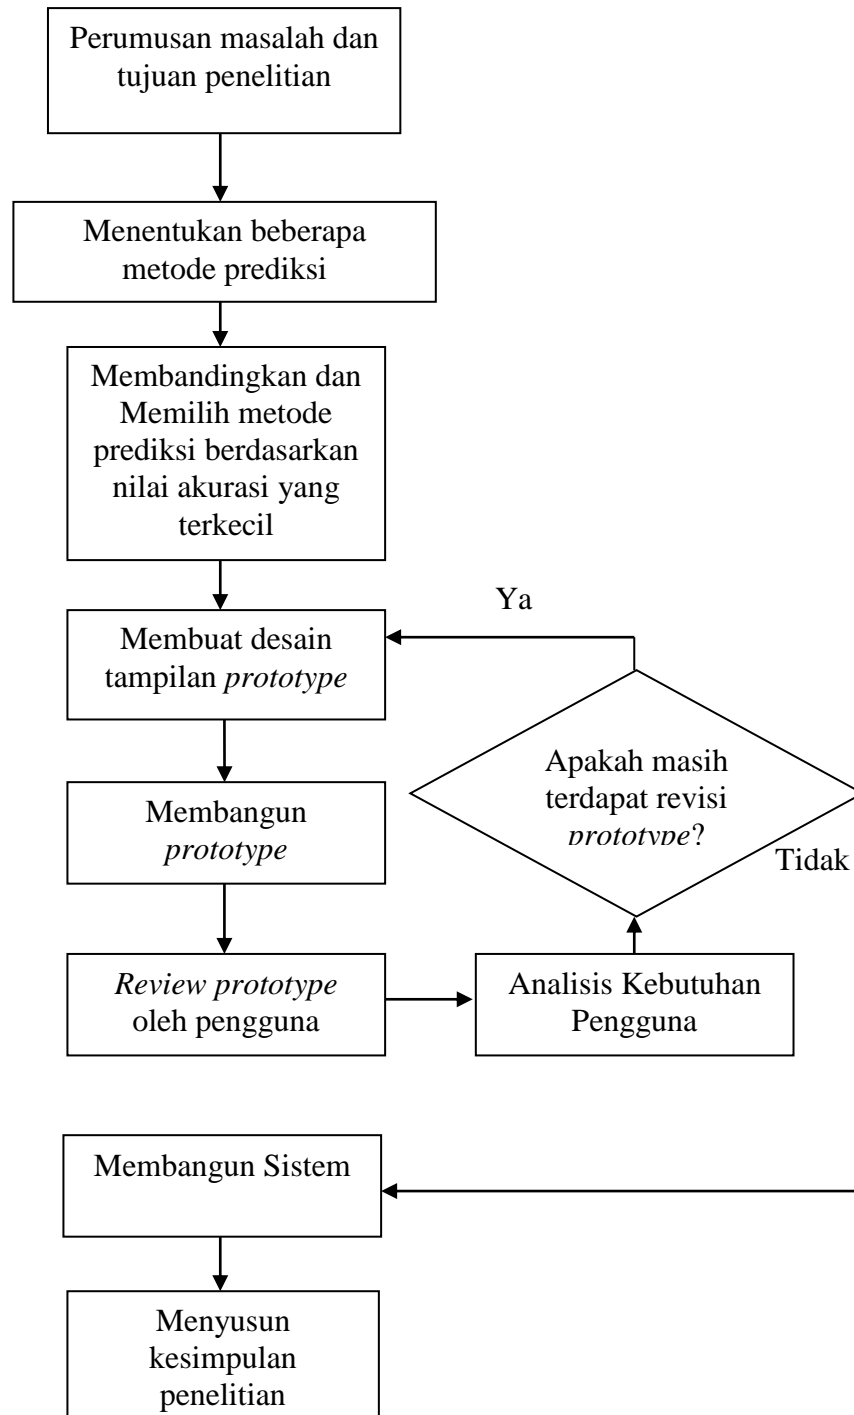 Perumusan masalah dan
tujuan penelitian
Menentukan beberapa
metode prediksi
Membandingkan dan
Memilih metode
prediksi berdasarkan
nilai akurasi yang
terkecil
Ya
Membuat desain
tampilan prototype
Apakah masih
terdapat revisi
prototype?
Tidak
Membangun
prototype
Review prototype
oleh pengguna
Analisis Kebutuhan
Pengguna
Membangun Sistem
Menyusun
kesimpulan
penelitian